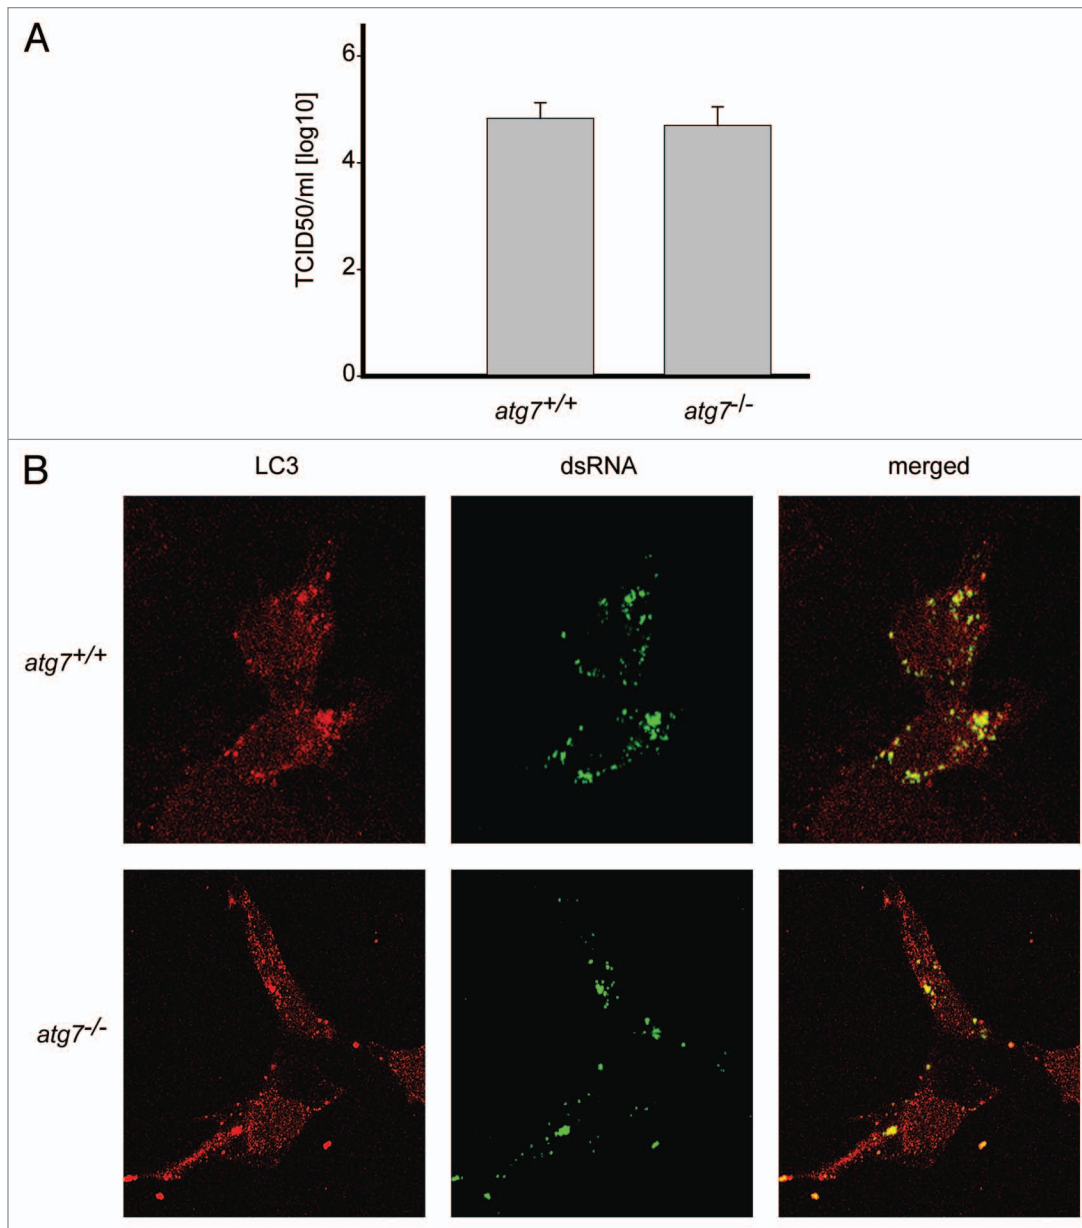 A
TCID50/ml [log10]
6
4
2
0
atg7+/+
atg7-/-
B
LC3
dsRNA
merged
atg7+/+
atg7-/-